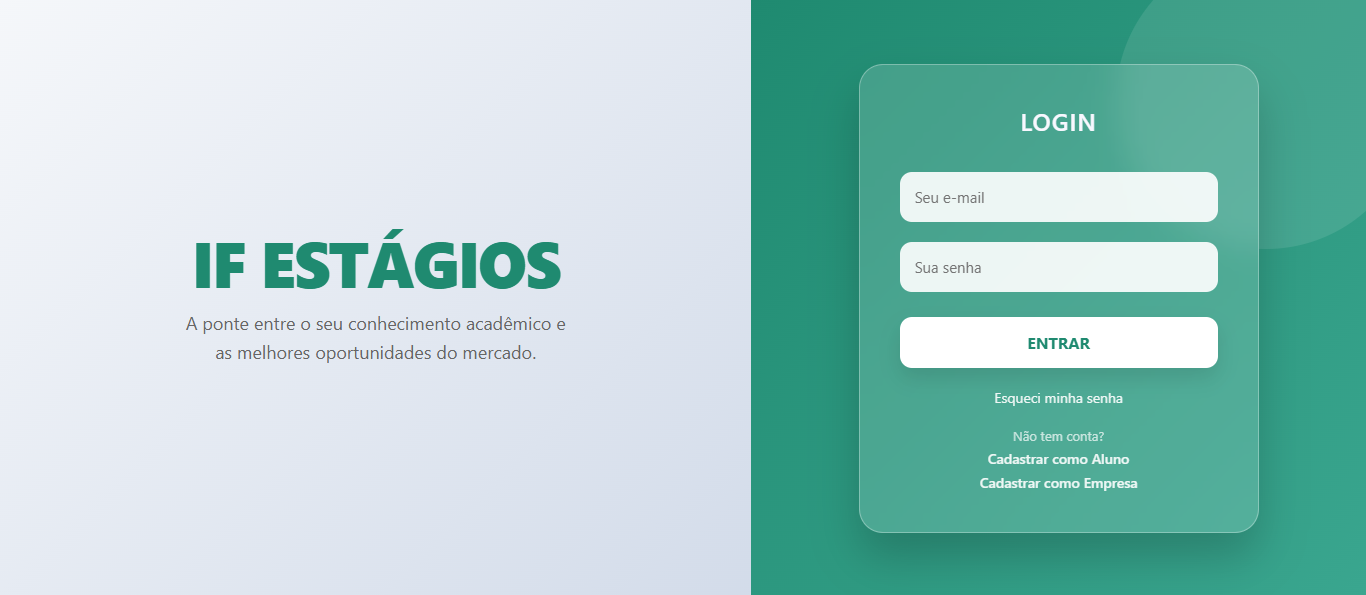 IF ESTÁGIOS
A ponte entre o seu conhecimento acadêmico e
as melhores oportunidades do mercado.
LOGIN
Seu e-mail
Sua senha
ENTRAR
Esqueci minha senha
Não tem conta?
Cadastrar como Aluno
Cadastrar como Empresa